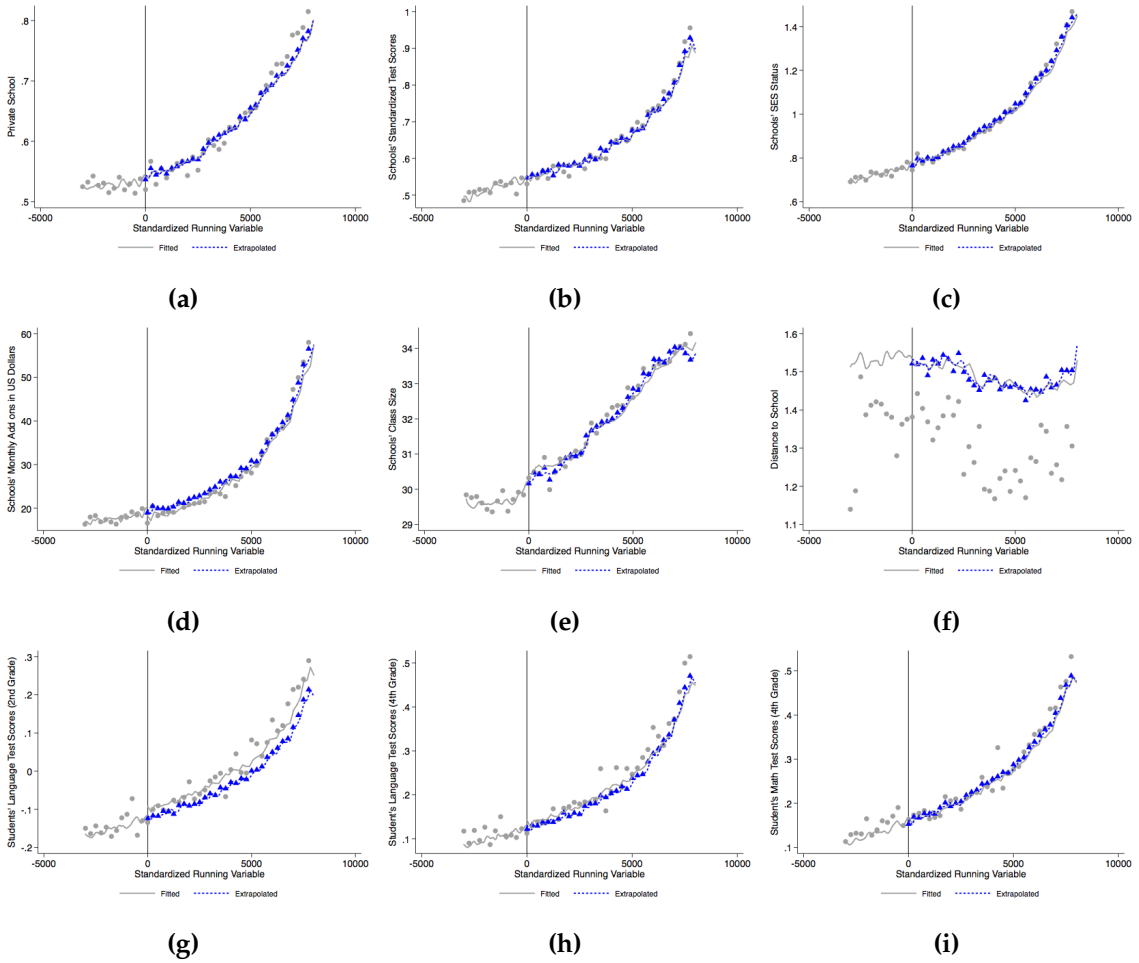 Private School
.8
.7
.6
.5
-5000 0 5000 10000
Standardized Running Variable
Fitted Extrapolated
(a)
Schools' Standardized Test Scores
1
.9
.8
.7
.6
.5
-5000 0 5000 10000
Standardized Running Variable
Fitted Extrapolated
(b)
Schools' SES Status
1.4
1.2
1
.8
.6
-5000 0 5000 10000
Standardized Running Variable
Fitted Extrapolated
(c)
Schools' Monthly Add ons in US Dollars
60
50
40
30
20
-5000 0 5000 10000
Standardized Running Variable
Fitted Extrapolated
(d)
Schools' Class Size
34
33
32
31
30
29
-5000 0 5000 10000
Standardized Running Variable
Fitted Extrapolated
(e)
Distance to School
1.6
1.5
1.4
1.3
1.2
1.1
-5000 0 5000 10000
Standardized Running Variable
Fitted Extrapolated
(f)
Students' Language Test Scores (2nd Grade)
.3
.2
.1
0
-.1
-.2
-5000 0 5000 10000
Standardized Running Variable
Fitted Extrapolated
(g)
Student's Language Test Scores (4th Grade)
.5
.4
.3
.2
.1
-5000 0 5000 10000
Standardized Running Variable
Fitted Extrapolated
(h)
Student's Math Test Scores (4th Grade)
.5
.4
.3
.2
.1
-5000 0 5000 10000
Standardized Running Variable
Fitted Extrapolated
(i)